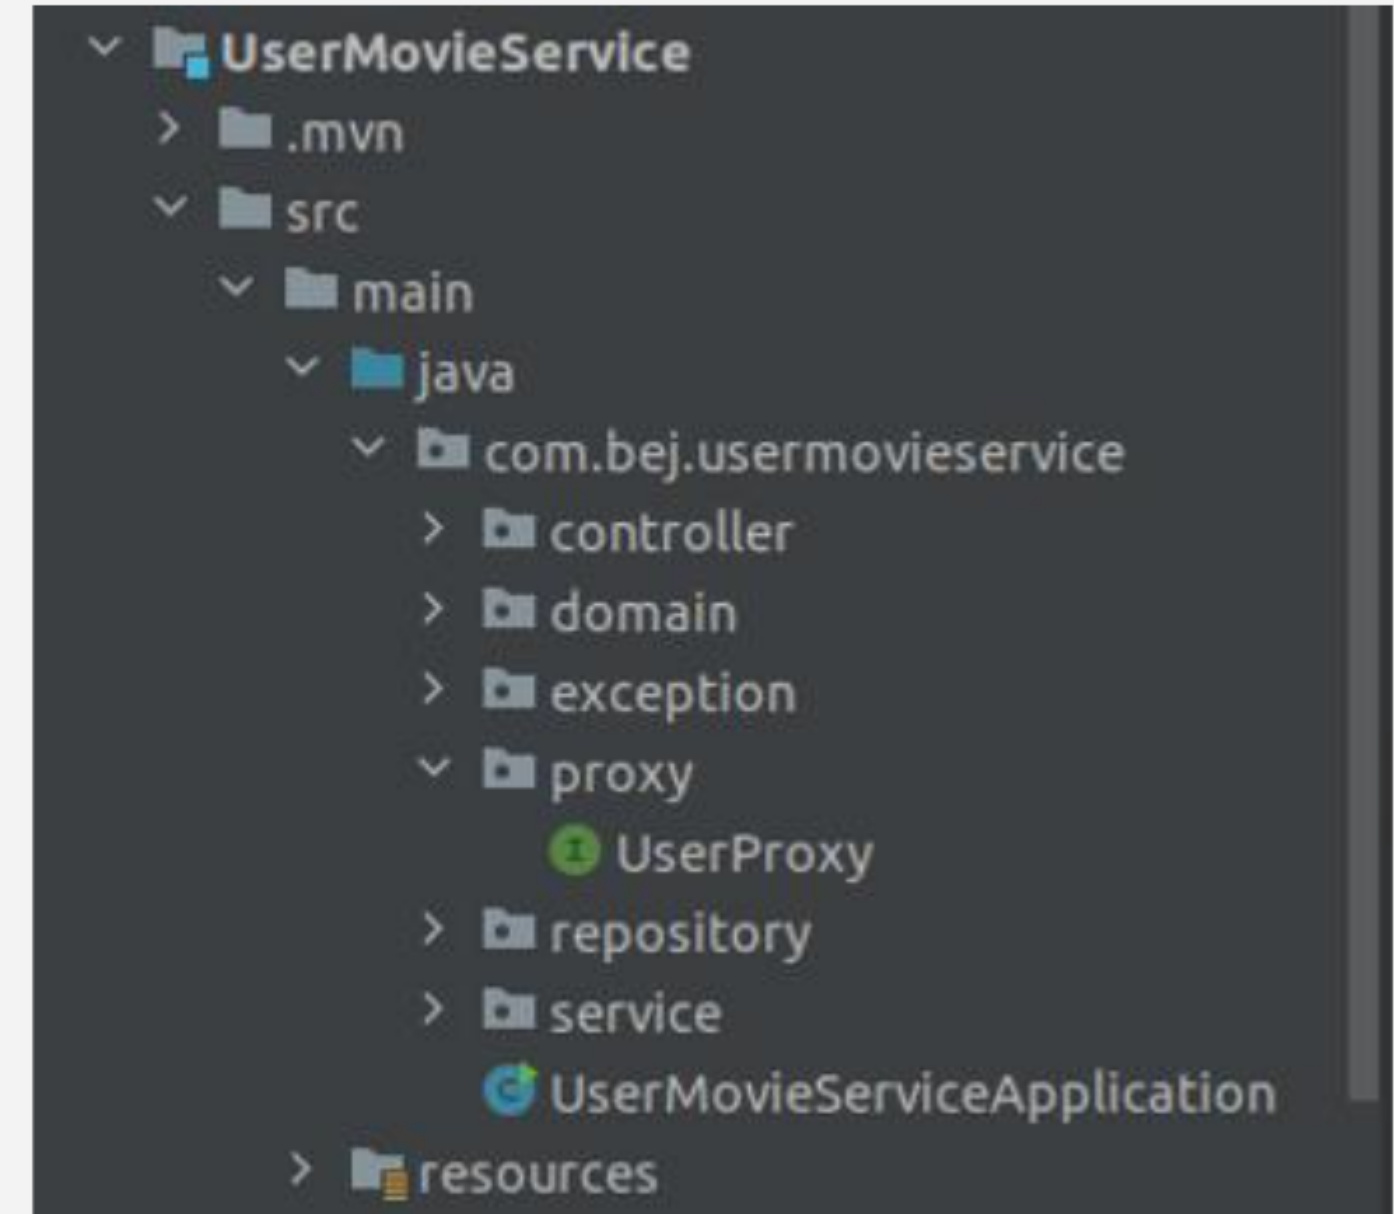 UserMovieService
.mvn
src
main
java
com.bej.usermovieservice
controller
domain
exception
proxy
UserProxy
repository
service
UserMovieServiceApplication
resources